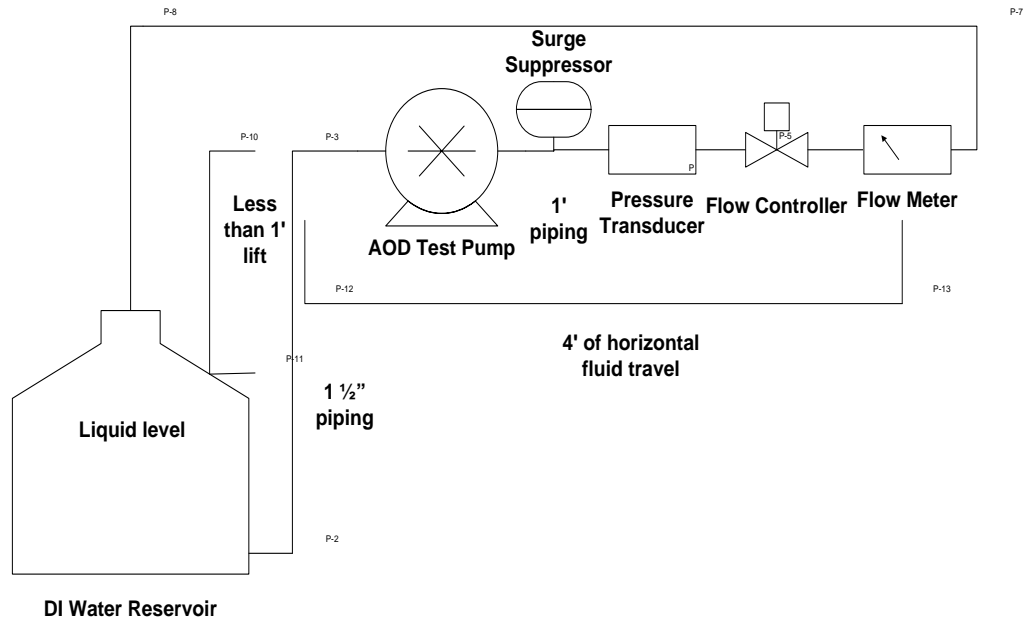 P-8
P-7
Surge
Suppressor
P-10
P-3
P-5
P
Less
than 1'
lift
1'
piping
Pressure
Transducer
Flow Controller
Flow Meter
AOD Test Pump
P-12
P-13
4' of horizontal
fluid travel
P-11
1 ½”
piping
Liquid level
P-2
DI Water Reservoir